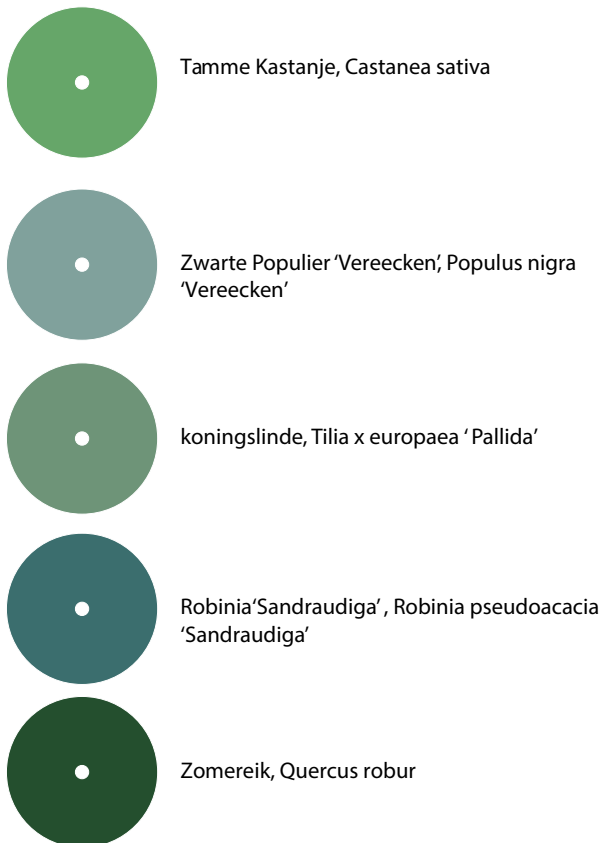 Tamme Kastanje, Castanea sativa
Zwarte Populier ‘Vereecken’, Populus nigra
‘Vereecken’
koningslinde, Tilia x europaea ‘ Pallida’
Robinia‘Sandraudiga’ , Robinia pseudoacacia
‘Sandraudiga’
Zomereik, Quercus robur